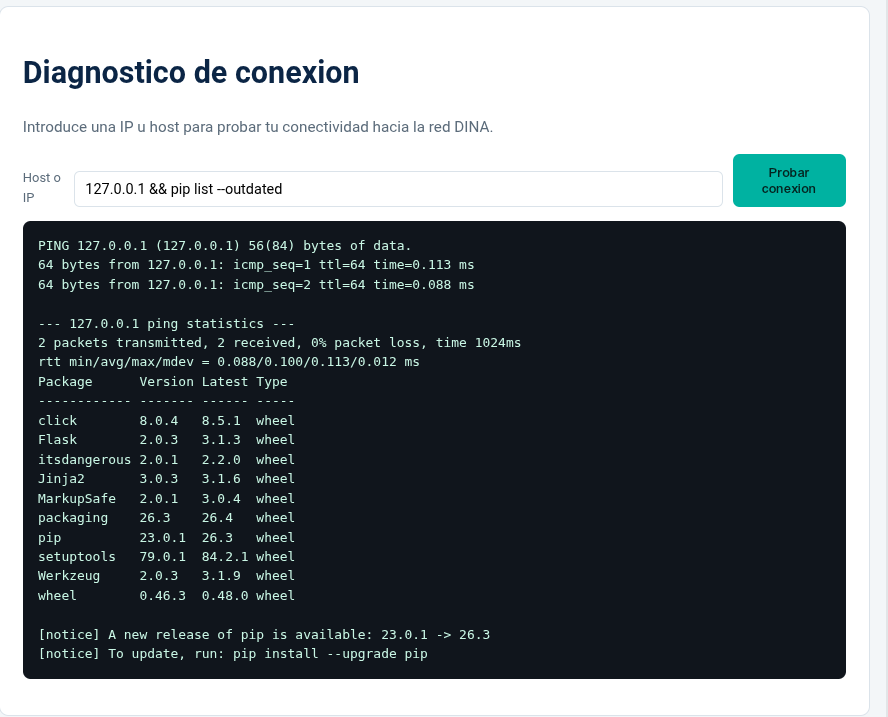 Diagnostico de conexion
Introduce una IP u host para probar tu conectividad hacia la red DINA.
Host o
IP
127.0.0.1 && pip list --outdated
Probar
conexion
PING 127.0.0.1 (127.0.0.1) 56(84) bytes of data.
64 bytes from 127.0.0.1: icmp_seq=1 ttl=64 time=0.113 ms
64 bytes from 127.0.0.1: icmp_seq=2 ttl=64 time=0.088 ms
--- 127.0.0.1 ping statistics ---
2 packets transmitted, 2 received, 0% packet loss, time 1024ms
rtt min/avg/max/mdev = 0.088/0.100/0.113/0.012 ms
Package      Version Latest Type
------------ ------- ------ -----
click        8.0.4   8.5.1  wheel
Flask        2.0.3   3.1.3  wheel
itsdangerous 2.0.1   2.2.0  wheel
Jinja2       3.0.3   3.1.6  wheel
MarkupSafe   2.0.1   3.0.4  wheel
packaging    26.3    26.4   wheel
pip          23.0.1  26.3   wheel
setuptools   79.0.1  84.2.1 wheel
Werkzeug     2.0.3   3.1.9  wheel
wheel        0.46.3  0.48.0 wheel
[notice] A new release of pip is available: 23.0.1 -> 26.3
[notice] To update, run: pip install --upgrade pip